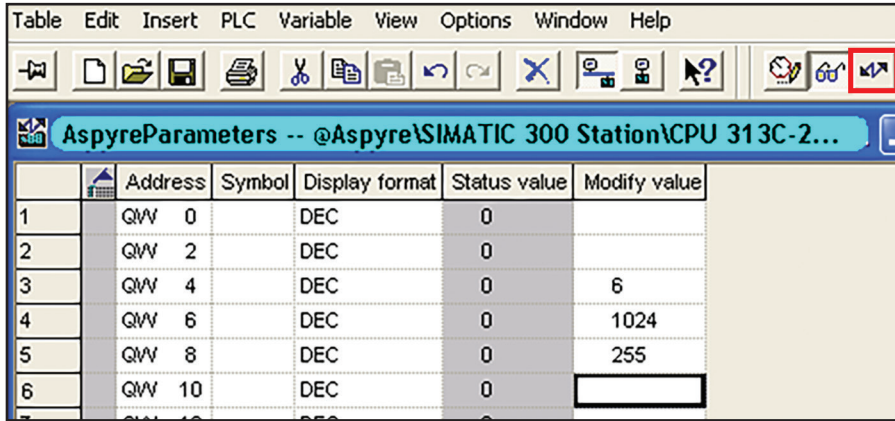 Table Edit Insert PLC Variable View Options Window Help
AspyreParameters -- @Aspyre\SIMATIC 300 Station\CPU 313C-2...
Address Symbol Display format Status value Modify value
1 QW 0 DEC 0
2 QW 2 DEC 0
3 QW 4 DEC 0 6
4 QW 6 DEC 0 1024
5 QW 8 DEC 0 255
6 QW 10 DEC 0